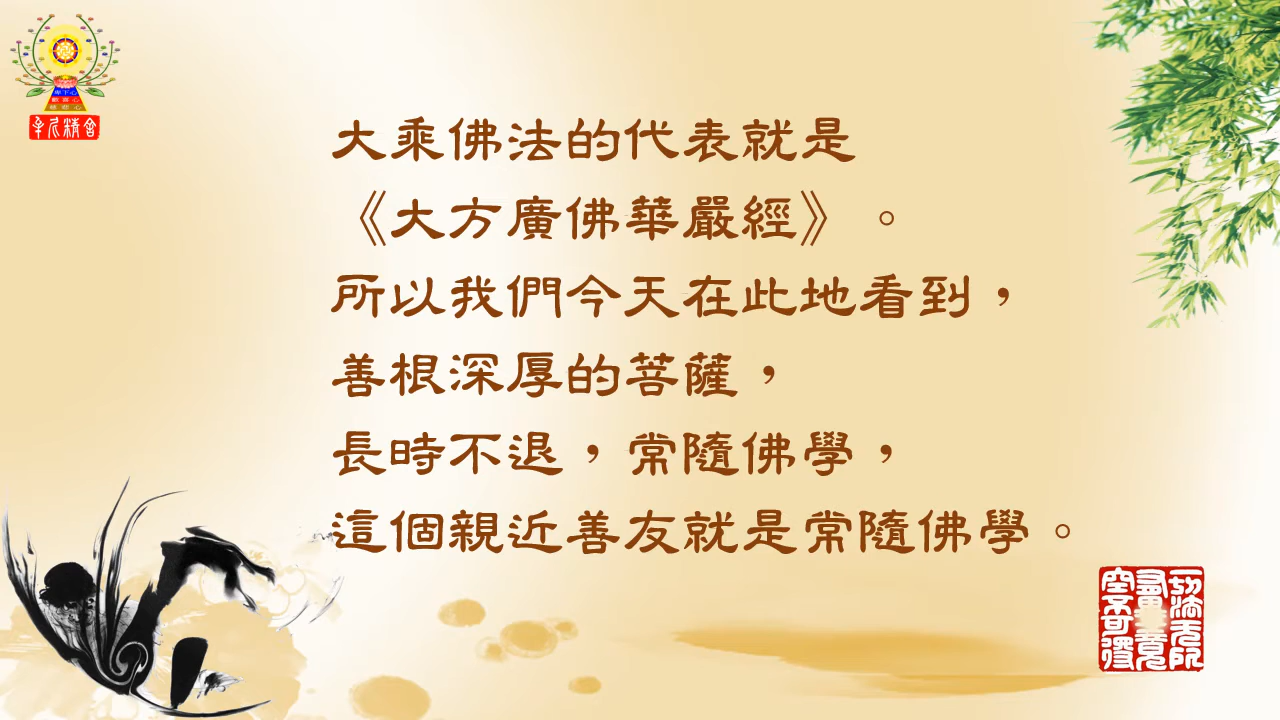 大乘佛法的代表就是
《大方廣佛華嚴經》。
所以我們今天在此地看到，
善根深厚的菩薩，
長時不退，常隨佛學，
這個親近善友就是常隨佛學。